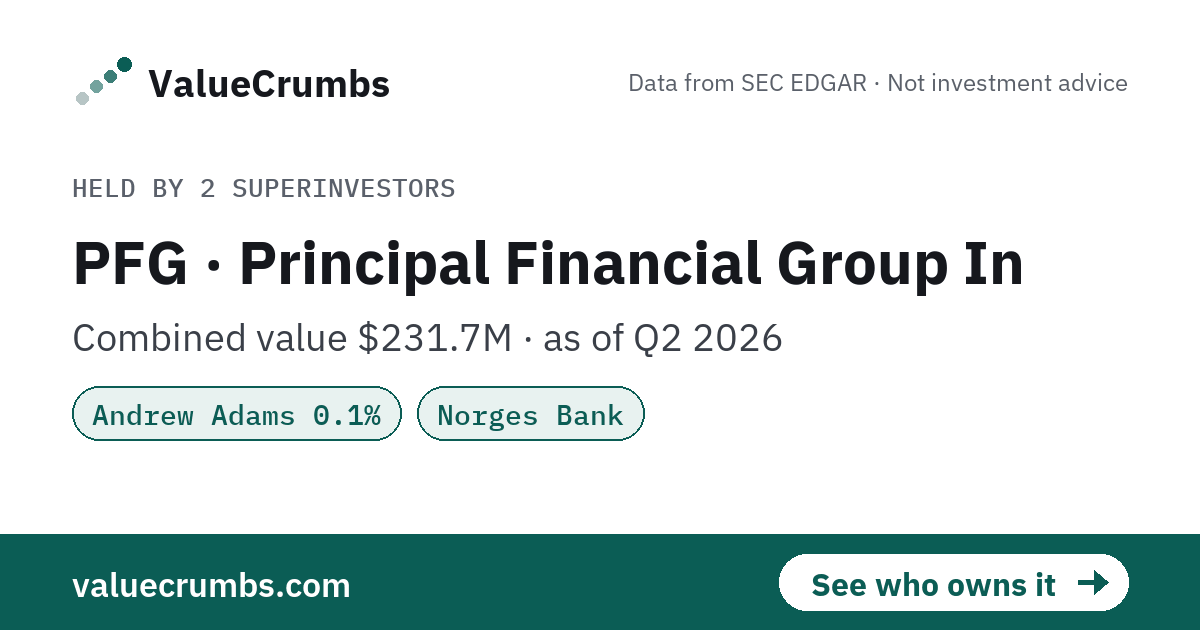 ValueCrumbs
Data from SEC EDGAR · Not investment advice
HELD BY 2 SUPERINVESTORS
PFG · Principal Financial Group In
Combined value $231.7M · as of Q2 2026
Andrew Adams 0.1%
Norges Bank
valuecrumbs.com
See who owns it →